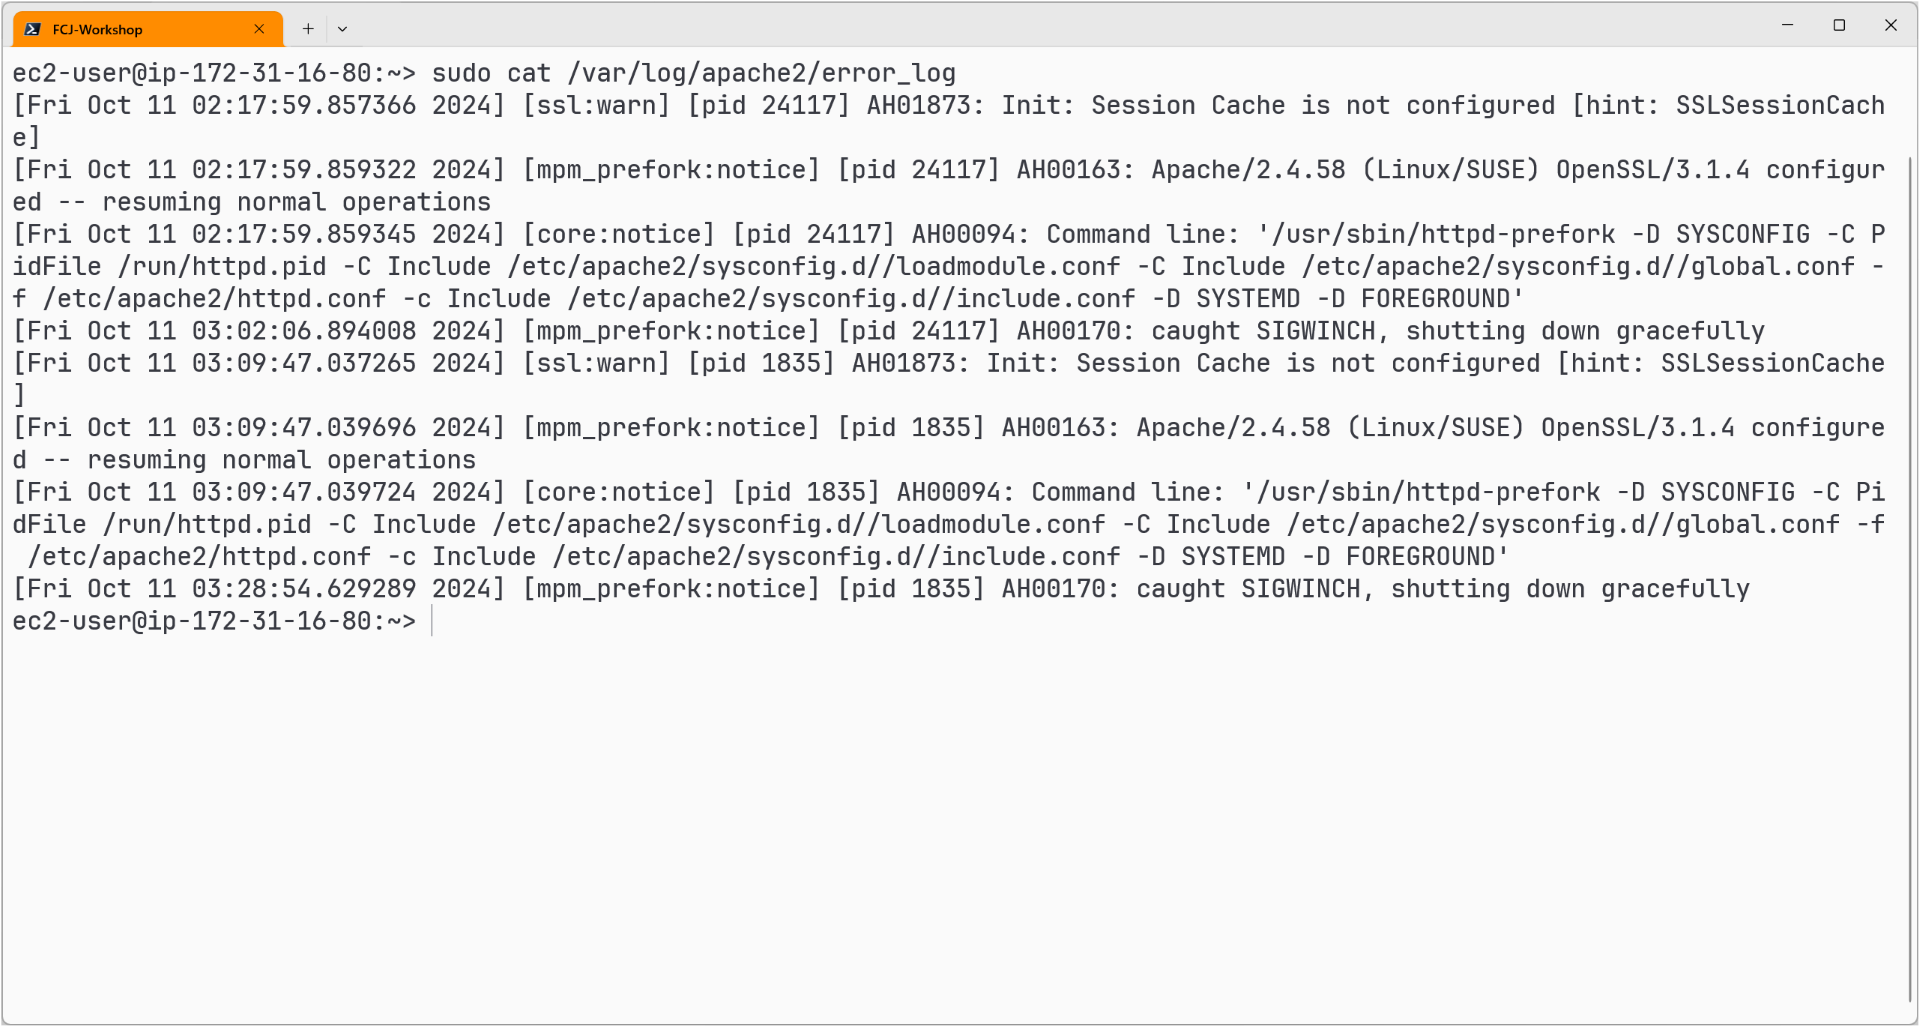 FCJ-Workshop
ec2-user@ip-172-31-16-80:~> sudo cat /var/log/apache2/error_log
[Fri Oct 11 02:17:59.857366 2024] [ssl:warn] [pid 24117] AH01873: Init: Session Cache is not configured [hint: SSLSessionCach
e]
[Fri Oct 11 02:17:59.859322 2024] [mpm_prefork:notice] [pid 24117] AH00163: Apache/2.4.58 (Linux/SUSE) OpenSSL/3.1.4 configur
ed -- resuming normal operations
[Fri Oct 11 02:17:59.859345 2024] [core:notice] [pid 24117] AH00094: Command line: '/usr/sbin/httpd-prefork -D SYSCONFIG -C P
idFile /run/httpd.pid -C Include /etc/apache2/sysconfig.d//loadmodule.conf -C Include /etc/apache2/sysconfig.d//global.conf -
f /etc/apache2/httpd.conf -c Include /etc/apache2/sysconfig.d//include.conf -D SYSTEMD -D FOREGROUND'
[Fri Oct 11 03:02:06.894008 2024] [mpm_prefork:notice] [pid 24117] AH00170: caught SIGWINCH, shutting down gracefully
[Fri Oct 11 03:09:47.037265 2024] [ssl:warn] [pid 1835] AH01873: Init: Session Cache is not configured [hint: SSLSessionCache
]
[Fri Oct 11 03:09:47.039696 2024] [mpm_prefork:notice] [pid 1835] AH00163: Apache/2.4.58 (Linux/SUSE) OpenSSL/3.1.4 configure
d -- resuming normal operations
[Fri Oct 11 03:09:47.039724 2024] [core:notice] [pid 1835] AH00094: Command line: '/usr/sbin/httpd-prefork -D SYSCONFIG -C Pi
dFile /run/httpd.pid -C Include /etc/apache2/sysconfig.d//loadmodule.conf -C Include /etc/apache2/sysconfig.d//global.conf -f
 /etc/apache2/httpd.conf -c Include /etc/apache2/sysconfig.d//include.conf -D SYSTEMD -D FOREGROUND'
[Fri Oct 11 03:28:54.629289 2024] [mpm_prefork:notice] [pid 1835] AH00170: caught SIGWINCH, shutting down gracefully
ec2-user@ip-172-31-16-80:~>